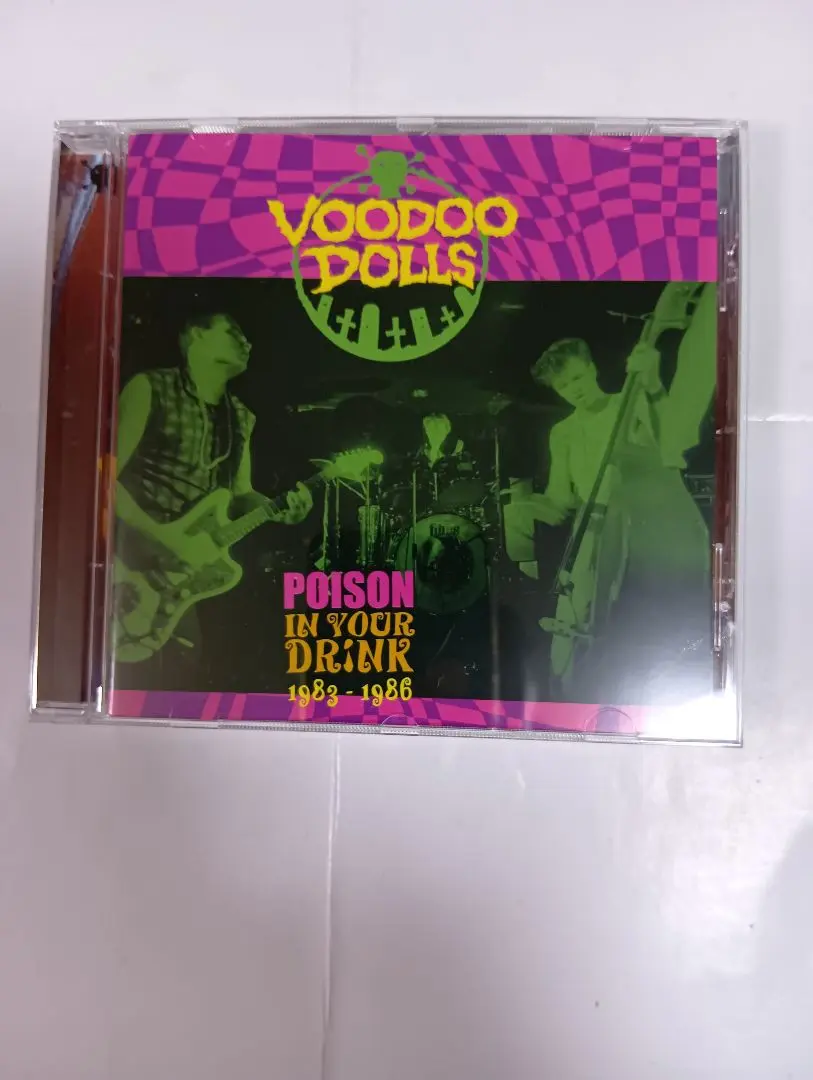 VOODOO
DOLLS
POISON
IN YOUR
DRINK
1983 - 1986